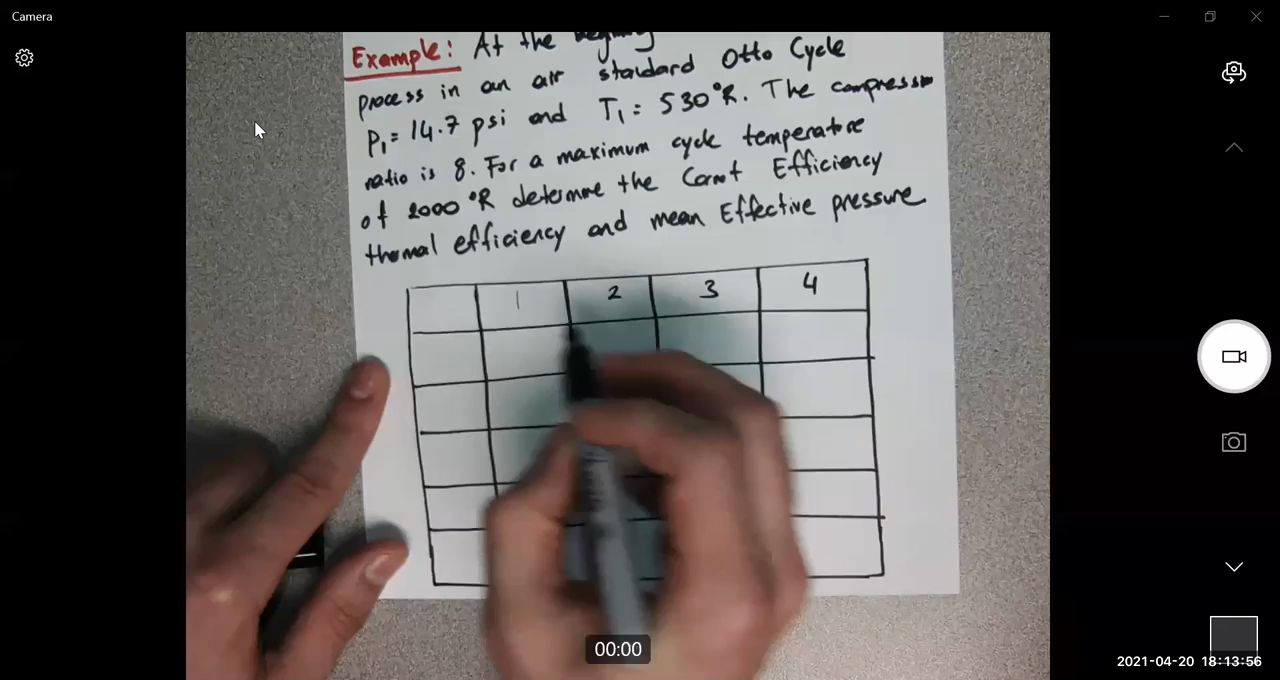 Camera
Example: At the
process in an air standard Otto Cycle
P1 = 14.7 psi and T1 = 530°R. The compression
ratio is 8. For a maximum cycle temperature
of 2000 °R determine the Carnot Efficiency
thermal efficiency and mean Effective pressure
1 2 3 4
00:00
2021-04-20 18:13:56